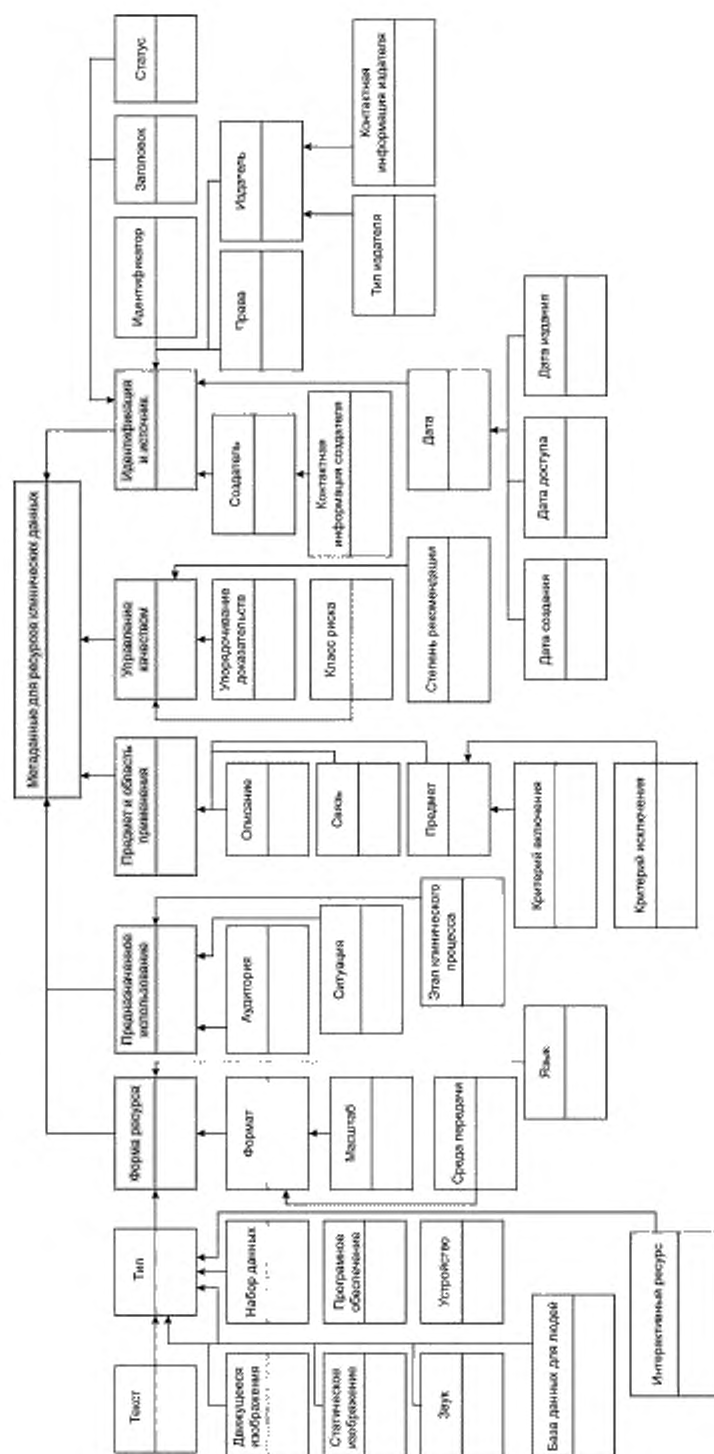 Метаданные для ресурсов клинических данных
Форма ресурса
Предназначенное
использование
Предмет и область
применения
Управление
качеством
Идентификация
и источник
Идентификатор
Заголовок
Статус
Текст
Тип
Формат
Аудитория
Описание
Упорядочивание
доказательств
Создатель
Права
Издатель
Движущееся
изображения
Набор данных
Масштаб
Ситуация
Связь
Класс риска
Контактная
информация создателя
Тип издателя
Контактная
информация издателя
Статическое
изображение
Програмное
обеспечение
Среда передачи
Этап клинического
процесса
Предмет
Степень рекомендации
Дата
Звук
Устройство
Язык
Критерий включения
Дата создания
Дата доступа
Дата издания
База данных для людей
Критерий исключения
Интерактивный ресурс